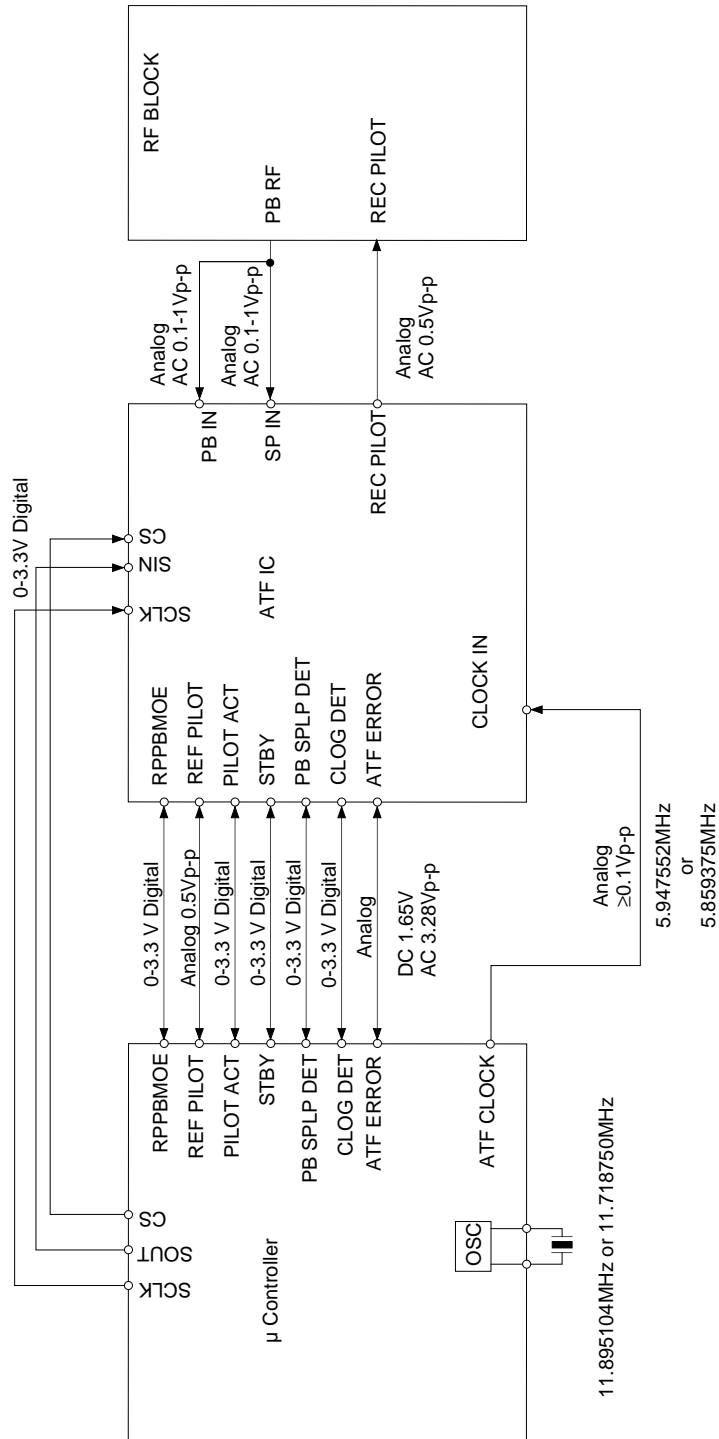 0-3.3V Digital
SCLK
SOUT
CS
µ Controller
OSC
11.895104MHz or 11.718750MHz
RPPBMOE
REF PILOT
PILOT ACT
STBY
PB SPLP DET
CLOG DET
ATF ERROR
ATF CLOCK
0-3.3 V Digital
Analog 0.5Vp-p
0-3.3 V Digital
0-3.3 V Digital
0-3.3 V Digital
0-3.3 V Digital
Analog
DC 1.65V
AC 3.28Vp-p
Analog
≥0.1Vp-p
5.947552MHz
or
5.859375MHz
SCLK
SIN
CS
RPPBMOE
REF PILOT
PILOT ACT
STBY
PB SPLP DET
CLOG DET
ATF ERROR
ATF IC
CLOCK IN
PB IN
SP IN
REC PILOT
Analog
AC 0.1-1Vp-p
Analog
AC 0.1-1Vp-p
Analog
AC 0.5Vp-p
RF BLOCK
PB RF
REC PILOT